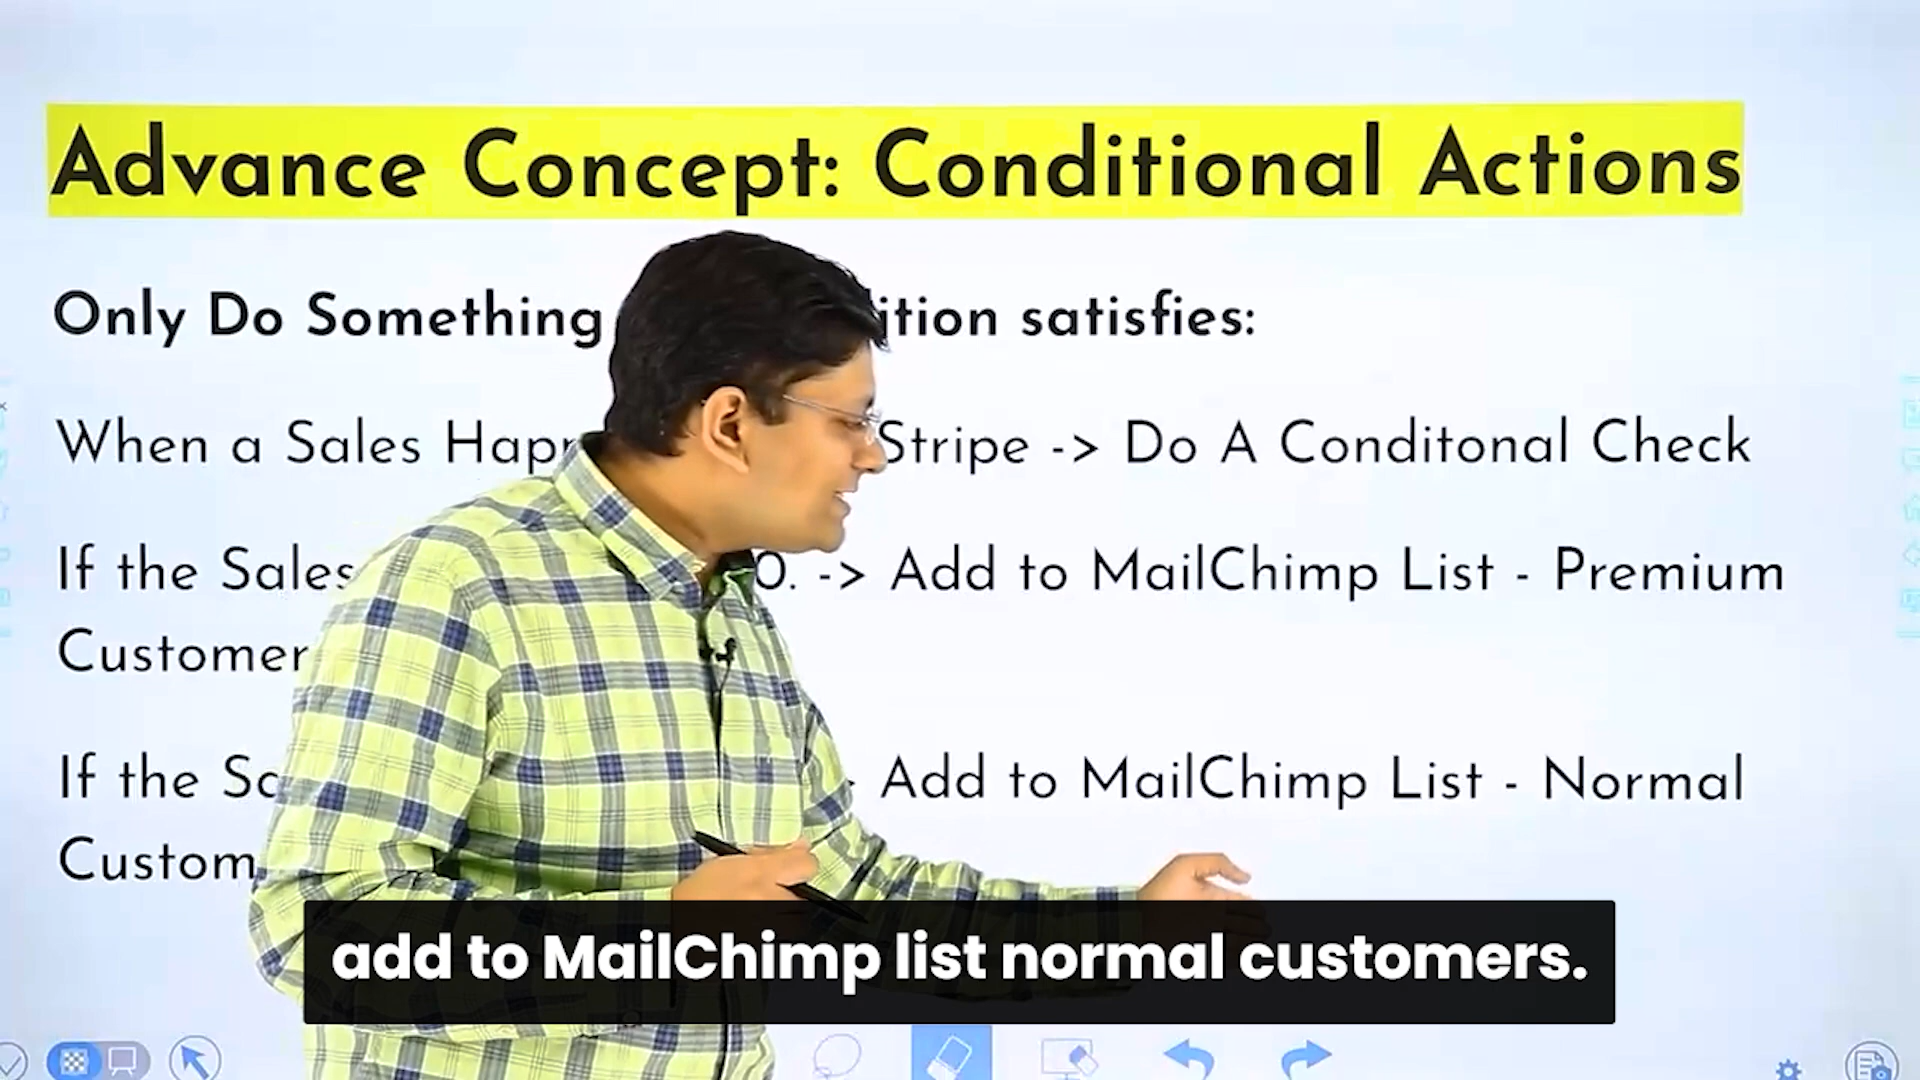 Advance Concept: Conditional Actions
Only Do Something ition satisfies:
When a Sales Stripe -> Do A Conditonal Check
If the Sales -> Add to MailChimp List - Premium
Customer
If the Add to MailChimp List - Normal
Custom
add to MailChimp list normal customers.